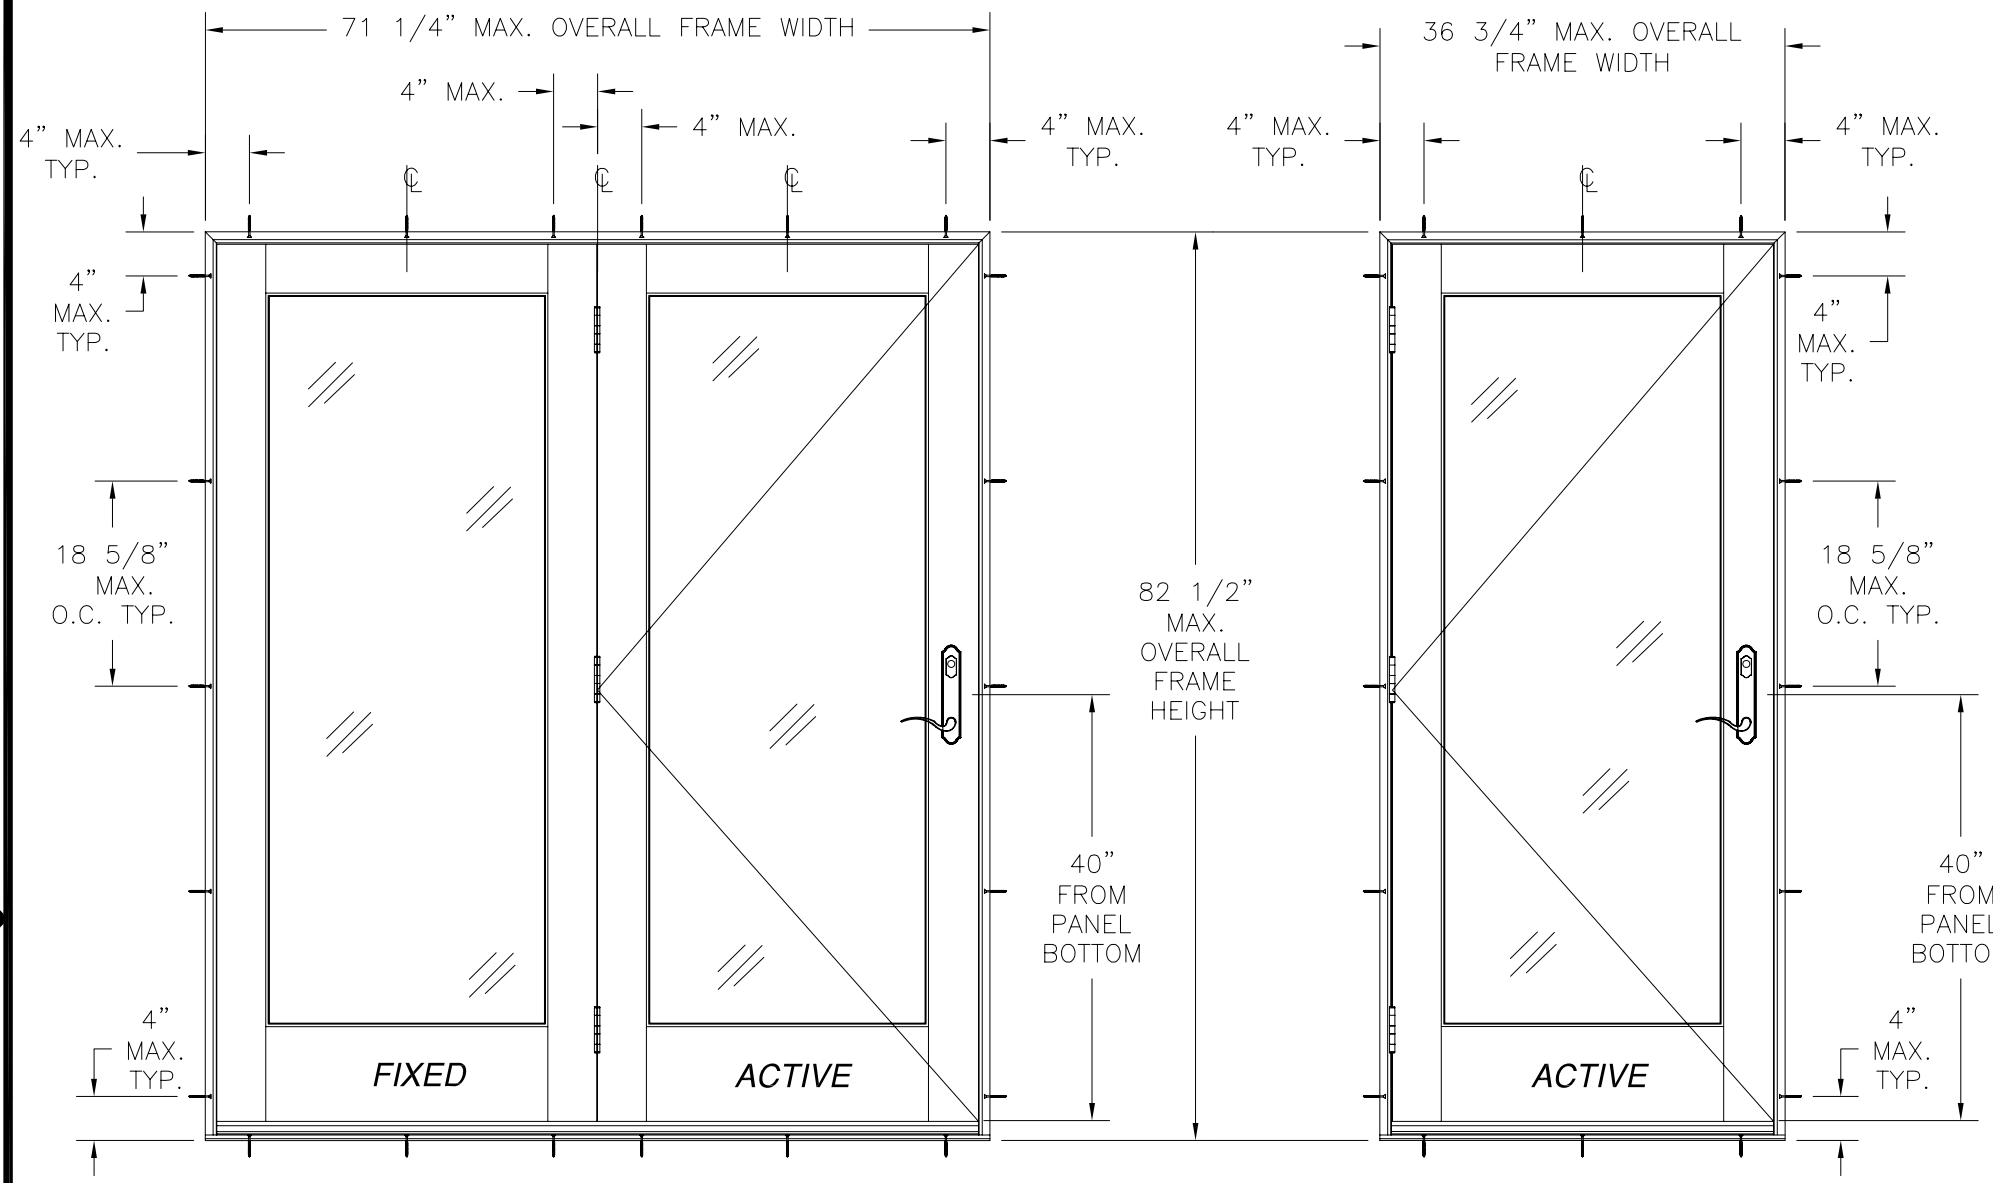 71 1/4” MAX. OVERALL FRAME WIDTH
36 3/4” MAX. OVERALL
FRAME WIDTH
4” MAX.
4” MAX.
4” MAX.
TYP.
4” MAX.
TYP.
4” MAX.
TYP.
4” MAX.
TYP.
℄
℄
℄
℄
4”
MAX.
TYP.
4”
MAX.
TYP.
18 5/8”
MAX.
O.C. TYP.
82 1/2”
MAX.
OVERALL
FRAME
HEIGHT
18 5/8”
MAX.
O.C. TYP.
40”
FROM
PANEL
BOTTOM
40”
FROM
PANEL
BOTTO
4”
MAX.
TYP.
4”
MAX.
TYP.
FIXED
ACTIVE
ACTIVE